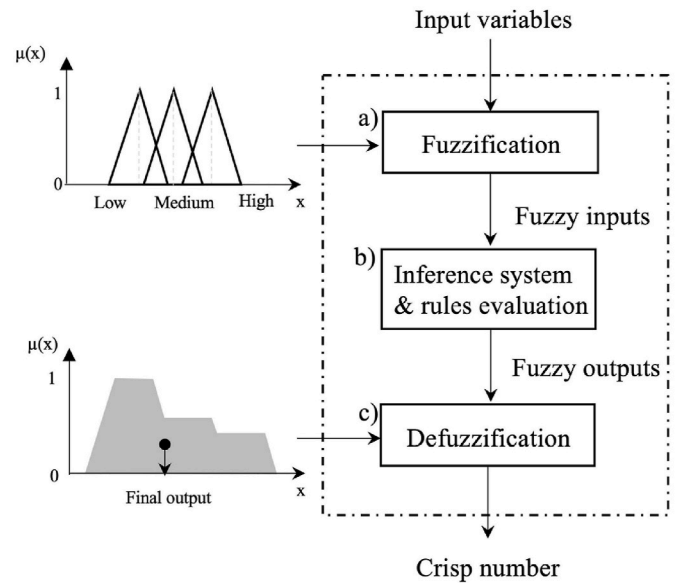 Input variables
μ(x)
1
0
Low Medium High x
a)
Fuzzification
Fuzzy inputs
b)
Inference system
& rules evaluation
Fuzzy outputs
μ(x)
1
0
Final output
x
c)
Defuzzification
Crisp number